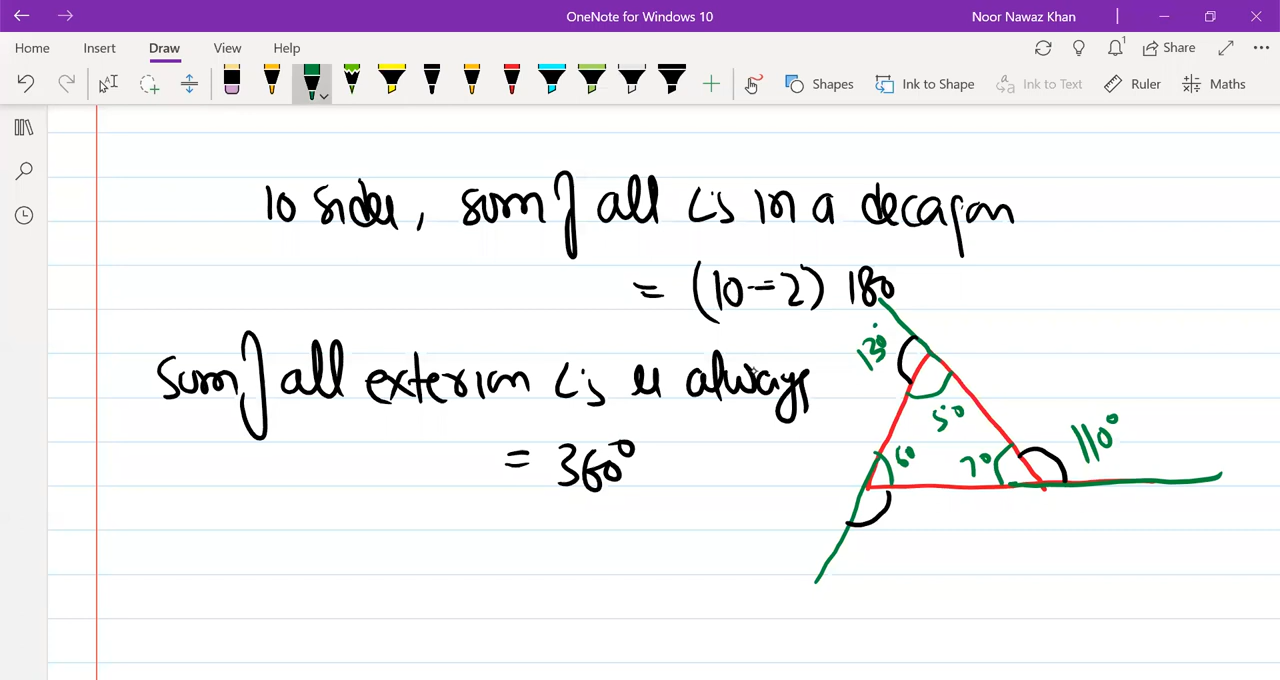 OneNote for Windows 10
Noor Nawaz Khan
Home Insert Draw View Help
1 Share
Shapes Ink to Shape Ink to Text Ruler Maths
10 sides, sum of all ∠s in a decagon
= (10-2) 180
sum of all exterior ∠s is always
= 360°
130°
50
60
70
110°